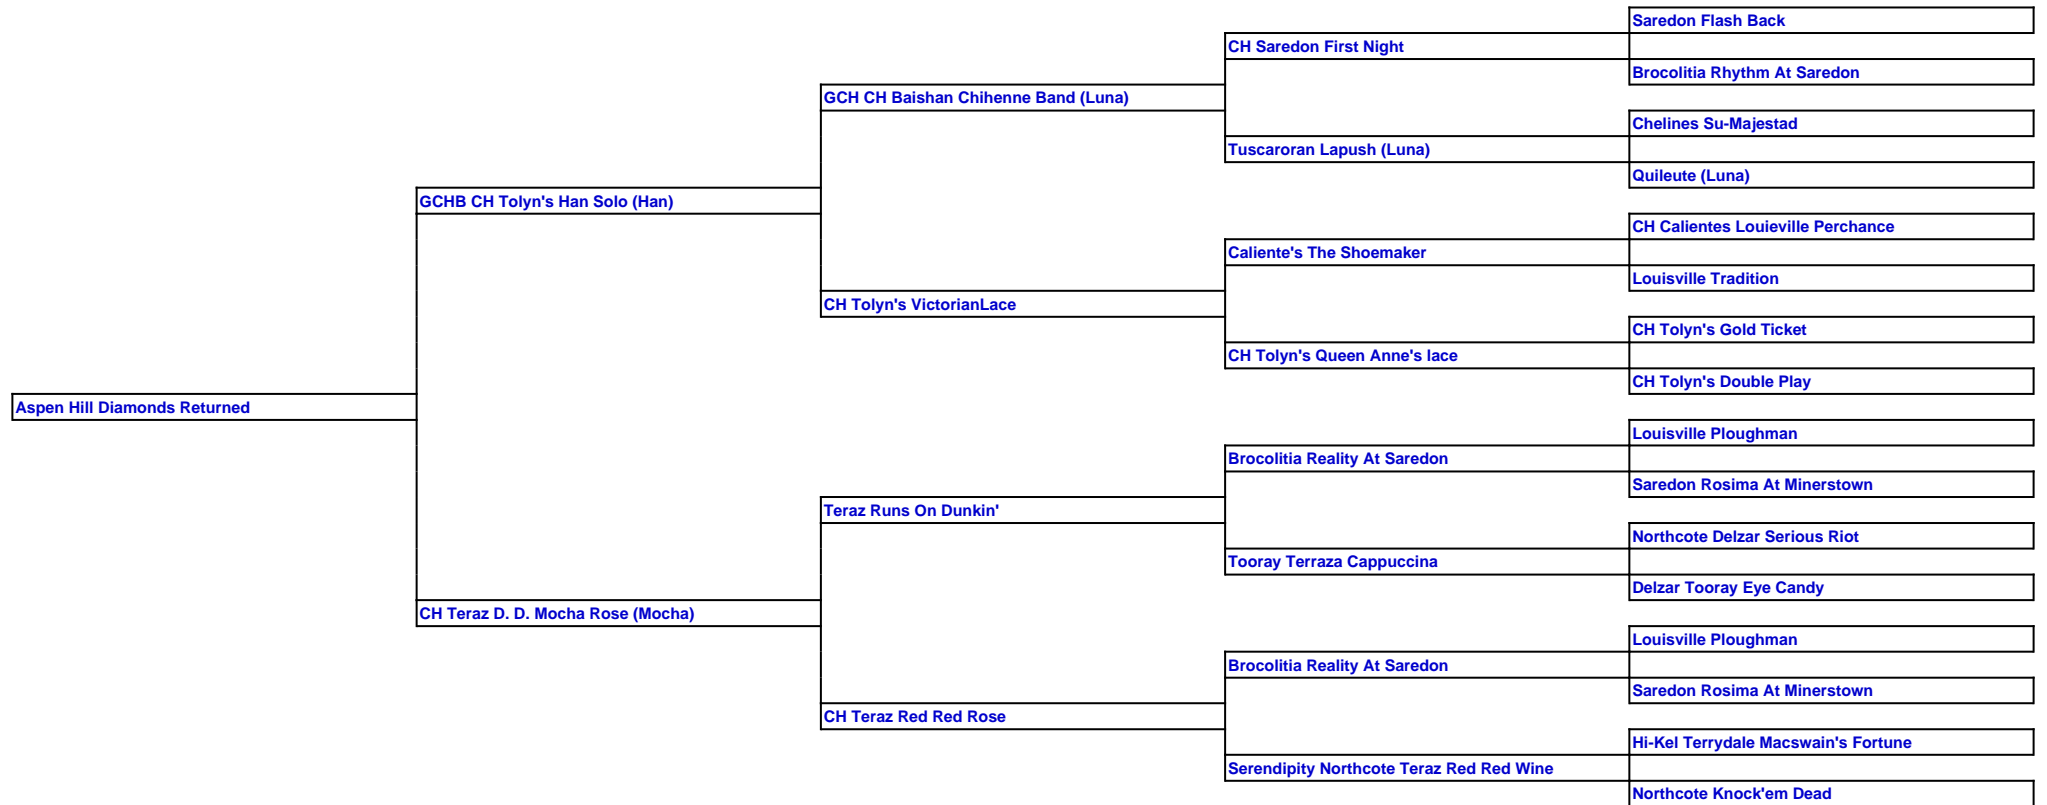 Saredon Flash Back
CH Saredon First Night
Brocolitia Rhythm At Saredon
GCH CH Baishan Chihenne Band (Luna)
Chelines Su-Majestad
Tuscaroran Lapush (Luna)
Quileute (Luna)
GCHB CH Tolyn's Han Solo (Han)
CH Calientes Louieville Perchance
Caliente's The Shoemaker
Louisville Tradition
CH Tolyn's VictorianLace
CH Tolyn's Gold Ticket
CH Tolyn's Queen Anne's lace
CH Tolyn's Double Play
Aspen Hill Diamonds Returned
Louisville Ploughman
Brocolitia Reality At Saredon
Saredon Rosima At Minerstown
Teraz Runs On Dunkin'
Northcote Delzar Serious Riot
Tooray Terraza Cappuccina
Delzar Tooray Eye Candy
CH Teraz D. D. Mocha Rose (Mocha)
Louisville Ploughman
Brocolitia Reality At Saredon
Saredon Rosima At Minerstown
CH Teraz Red Red Rose
Hi-Kel Terrydale Macswain's Fortune
Serendipity Northcote Teraz Red Red Wine
Northcote Knock'em Dead